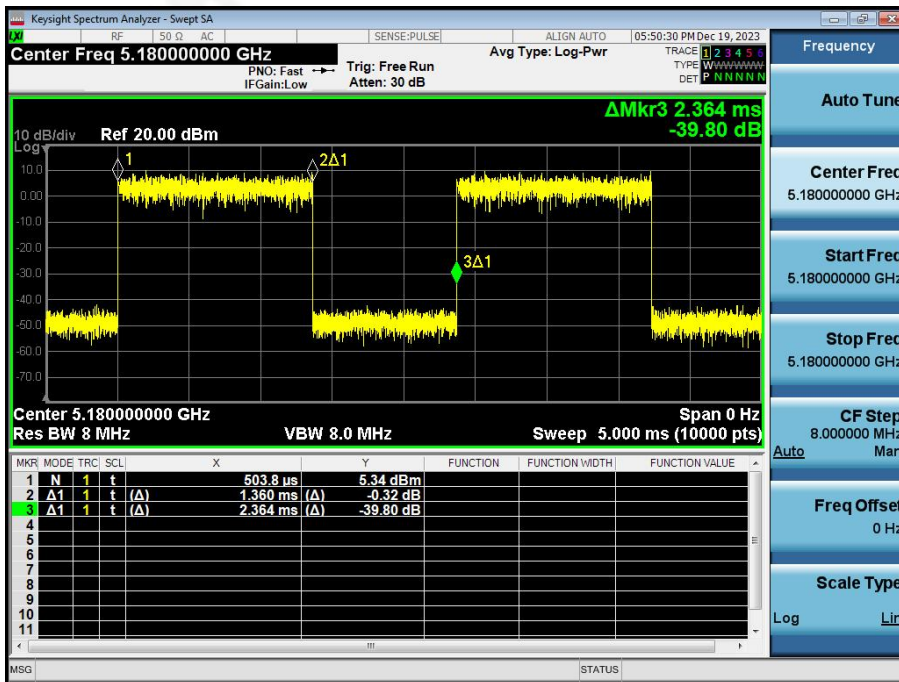 Keysight Spectrum Analyzer - Swept SA
LXI RF 50 Ω AC SENSE:PULSE ALIGN AUTO 05:50:30 PM Dec 19, 2023
Center Freq 5.180000000 GHz Avg Type: Log-Pwr TRACE 1 2 3 4 5 6
PNO: Fast Trig: Free Run TYPE W WWWWW
IFGain:Low Atten: 30 dB DET P N N N N N
Frequency
Auto Tune
Center Freq
5.180000000 GHz
Start Freq
5.180000000 GHz
Stop Freq
5.180000000 GHz
CF Step
8.000000 MHz
Auto Man
Freq Offset
0 Hz
Scale Type
Log Lin
ΔMkr3 2.364 ms
-39.80 dB
10 dB/div Ref 20.00 dBm
Log
10.0
0.00
-10.0
-20.0
-30.0
-40.0
-50.0
-60.0
-70.0
1
2Δ1
3Δ1
Center 5.180000000 GHz Span 0 Hz
Res BW 8 MHz VBW 8.0 MHz Sweep 5.000 ms (10000 pts)
MKR MODE TRC SCL X Y FUNCTION FUNCTION WIDTH FUNCTION VALUE
1 N 1 t 503.8 µs 5.34 dBm
2 Δ1 1 t (Δ) 1.360 ms (Δ) -0.32 dB
3 Δ1 1 t (Δ) 2.364 ms (Δ) -39.80 dB
4
5
6
7
8
9
10
11
MSG STATUS